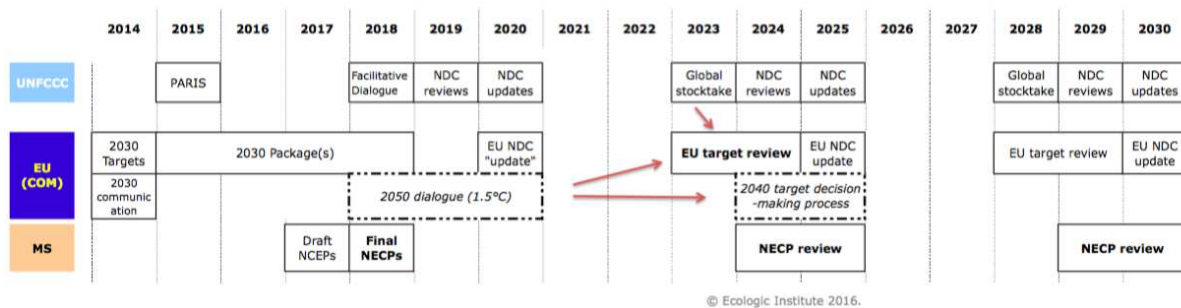 2014 2015 2016 2017 2018 2019 2020 2021 2022 2023 2024 2025 2026 2027 2028 2029 2030
UNFCCC
PARIS
Facilitative
Dialogue
NDC
reviews
NDC
updates
Global
stocktake
NDC
reviews
NDC
updates
Global
stocktake
NDC
reviews
NDC
updates
EU
(COM)
2030
Targets
2030 Package(s)
EU NDC
"update"
EU target review
EU NDC
update
EU target review
EU NDC
update
2030
communic
ation
2050 dialogue (1.5°C)
2040 target decision
-making process
MS
Draft
NCEPs
Final
NECPs
NECP review
NECP review
© Ecologic Institute 2016.